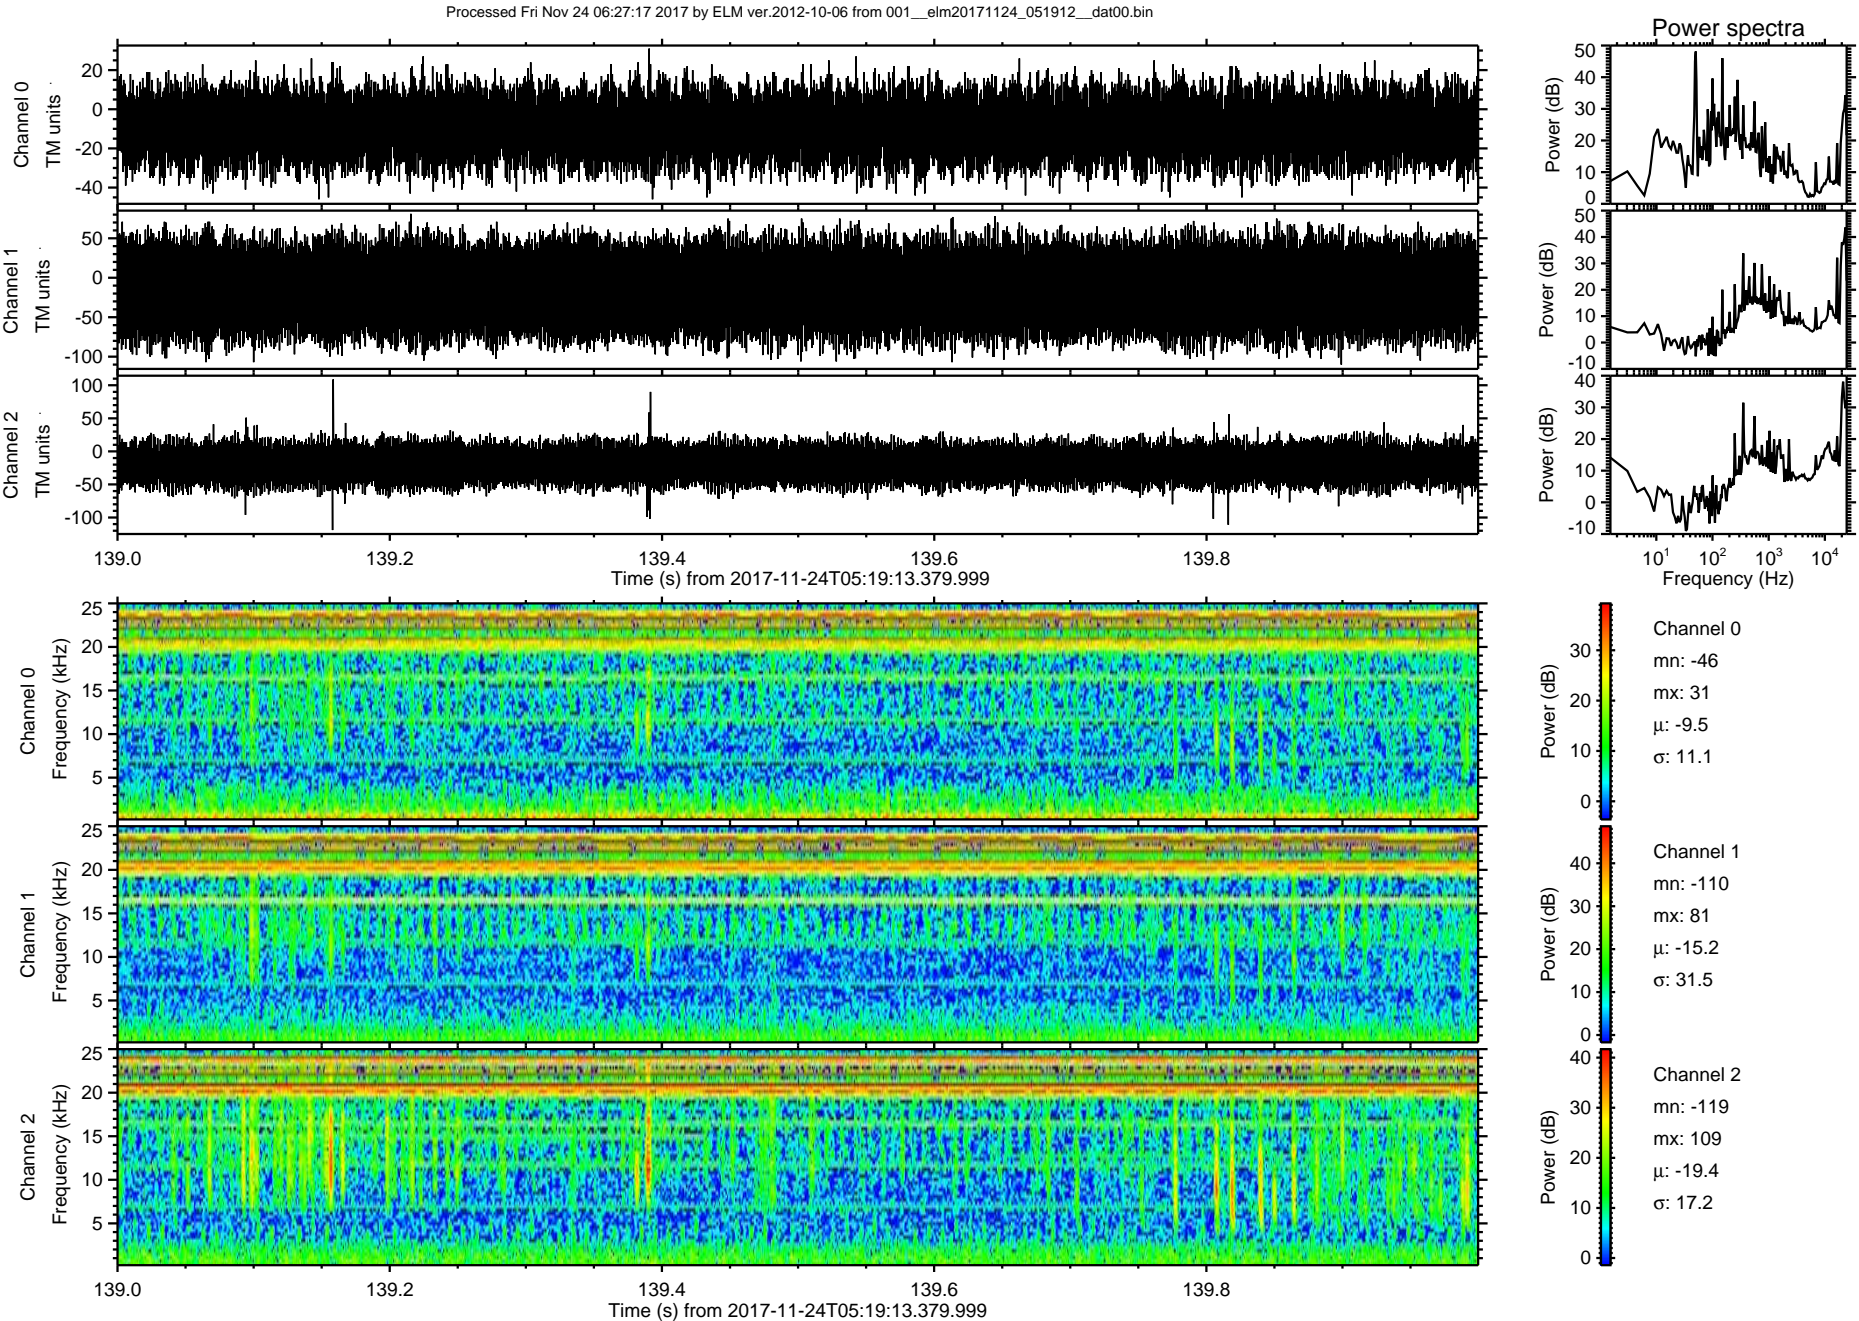 Processed Fri Nov 24 06:27:17 2017 by ELM ver.2012-10-06 from 001__elm20171124_051912__dat00.bin
Power spectra
Channel 0
TM units
20
0
-20
-40
Power (dB)
50
40
30
20
10
0
Channel 1
TM units
50
0
-50
-100
Power (dB)
50
40
30
20
10
0
-10
Channel 2
TM units
100
50
0
-50
-100
Power (dB)
40
30
20
10
0
-10
139.0
139.2
139.4
139.6
139.8
Time (s) from 2017-11-24T05:19:13.379.999
10^1
10^2
10^3
10^4
Frequency (Hz)
Channel 0
Frequency (kHz)
25
20
15
10
5
Power (dB)
30
20
10
0
Channel 0
mn: -46
mx: 31
μ: -9.5
σ: 11.1
Channel 1
Frequency (kHz)
25
20
15
10
5
Power (dB)
40
30
20
10
0
Channel 1
mn: -110
mx: 81
μ: -15.2
σ: 31.5
Channel 2
Frequency (kHz)
25
20
15
10
5
Power (dB)
40
30
20
10
0
Channel 2
mn: -119
mx: 109
μ: -19.4
σ: 17.2
139.0
139.2
139.4
139.6
139.8
Time (s) from 2017-11-24T05:19:13.379.999